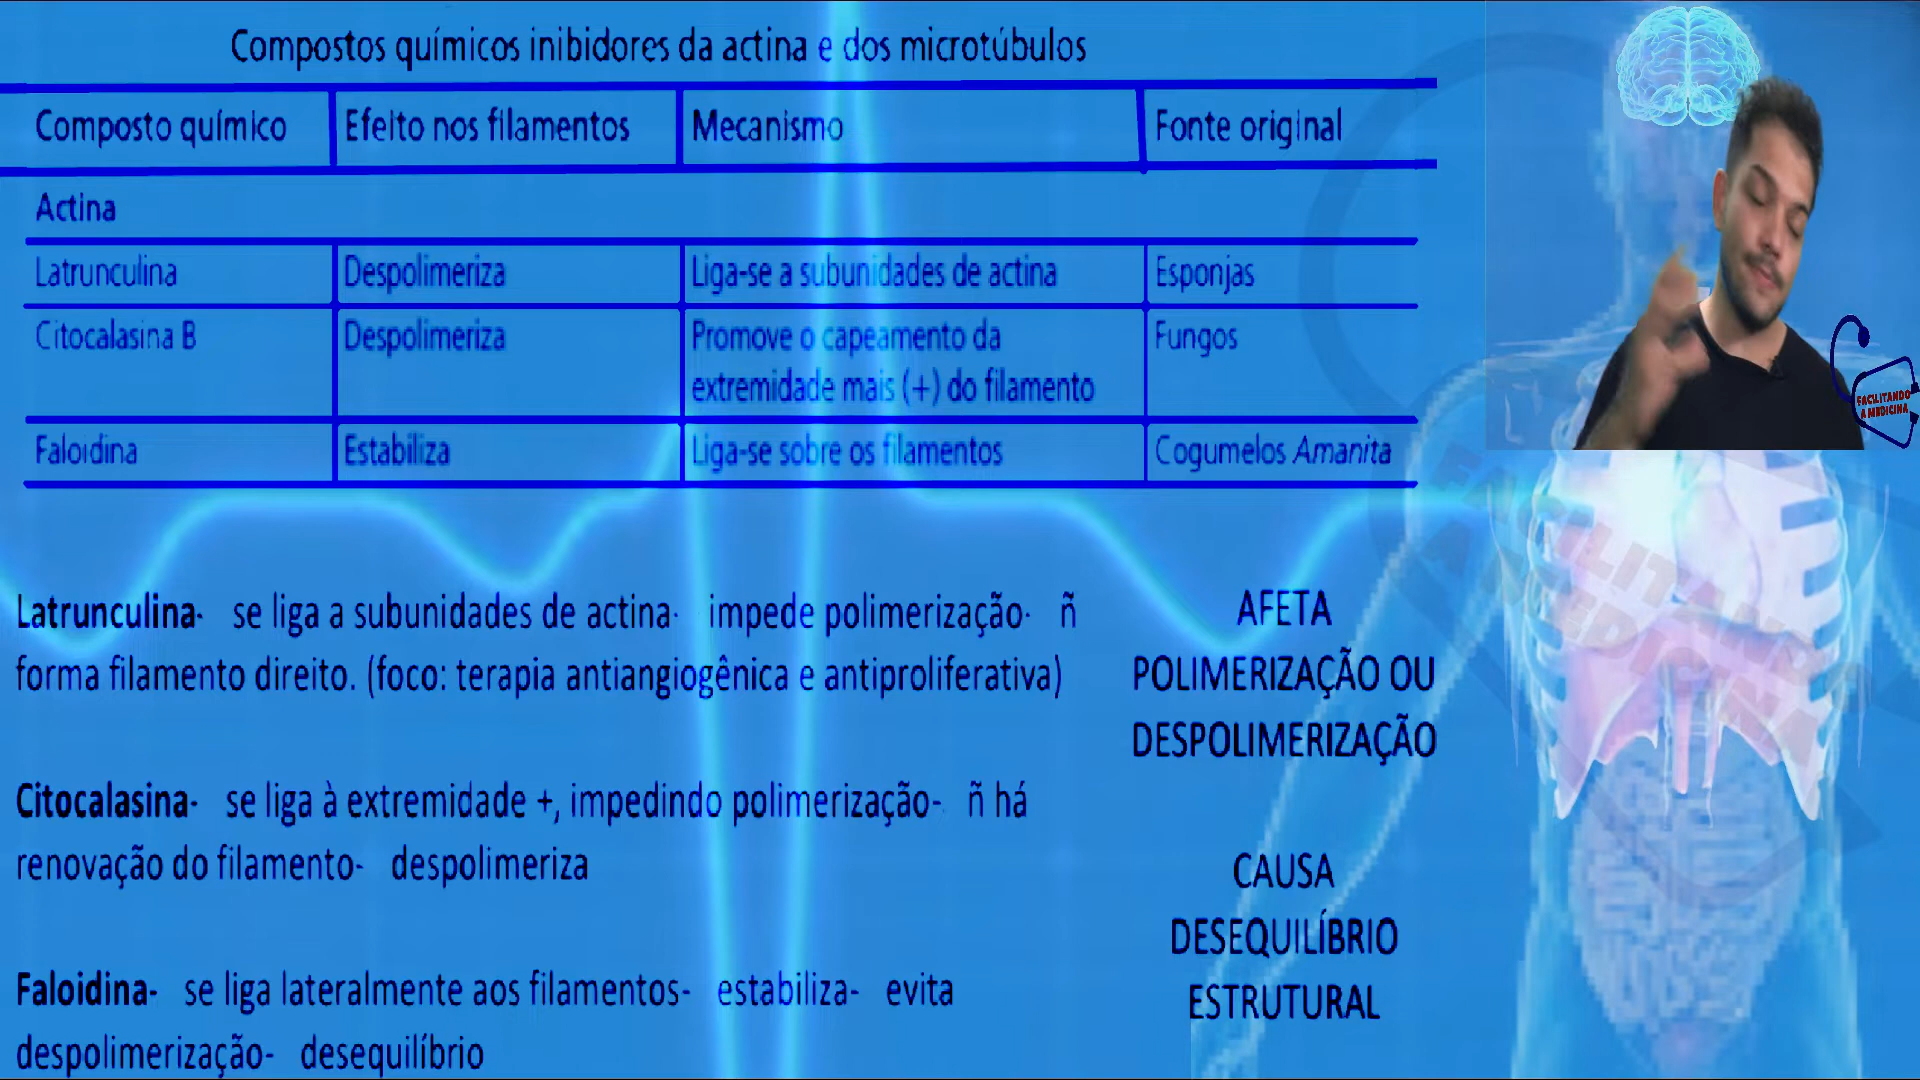 Compostos químicos inibidores da actina e dos microtúbulos
Composto químico Efeito nos filamentos Mecanismo Fonte original
Actina
Latrunculina Despolimeriza Liga-se a subunidades de actina Esponjas
Citocalasina B Despolimeriza Promove o capeamento da Fungos
extremidade mais (+) do filamento
Faloidina Estabiliza Liga-se sobre os filamentos Cogumelos Amanita
Latrunculina- se liga a subunidades de actina- impede polimerização- ñ
forma filamento direito. (foco: terapia antiangiogênica e antiproliferativa)
Citocalasina- se liga à extremidade +, impedindo polimerização- ñ há
renovação do filamento- despolimeriza
Faloidina- se liga lateralmente aos filamentos- estabiliza- evita
despolimerização- desequilíbrio
AFETA
POLIMERIZAÇÃO OU
DESPOLIMERIZAÇÃO
CAUSA
DESEQUILÍBRIO
ESTRUTURAL
FACILITANDO
A MEDICINA
FACILITANDO
A MEDICINA